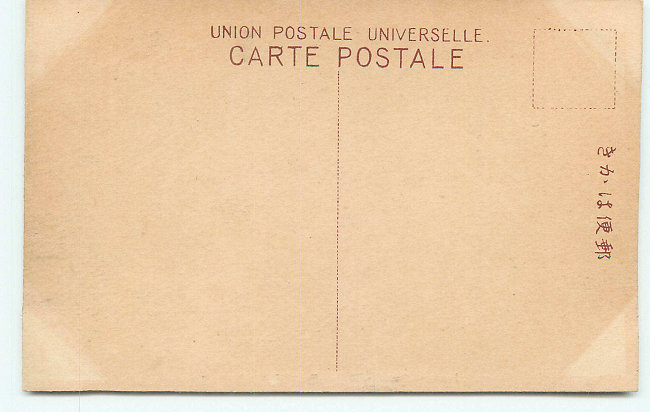 UNION POSTALE UNIVERSELLE.
CARTE POSTALE
郵便はかき